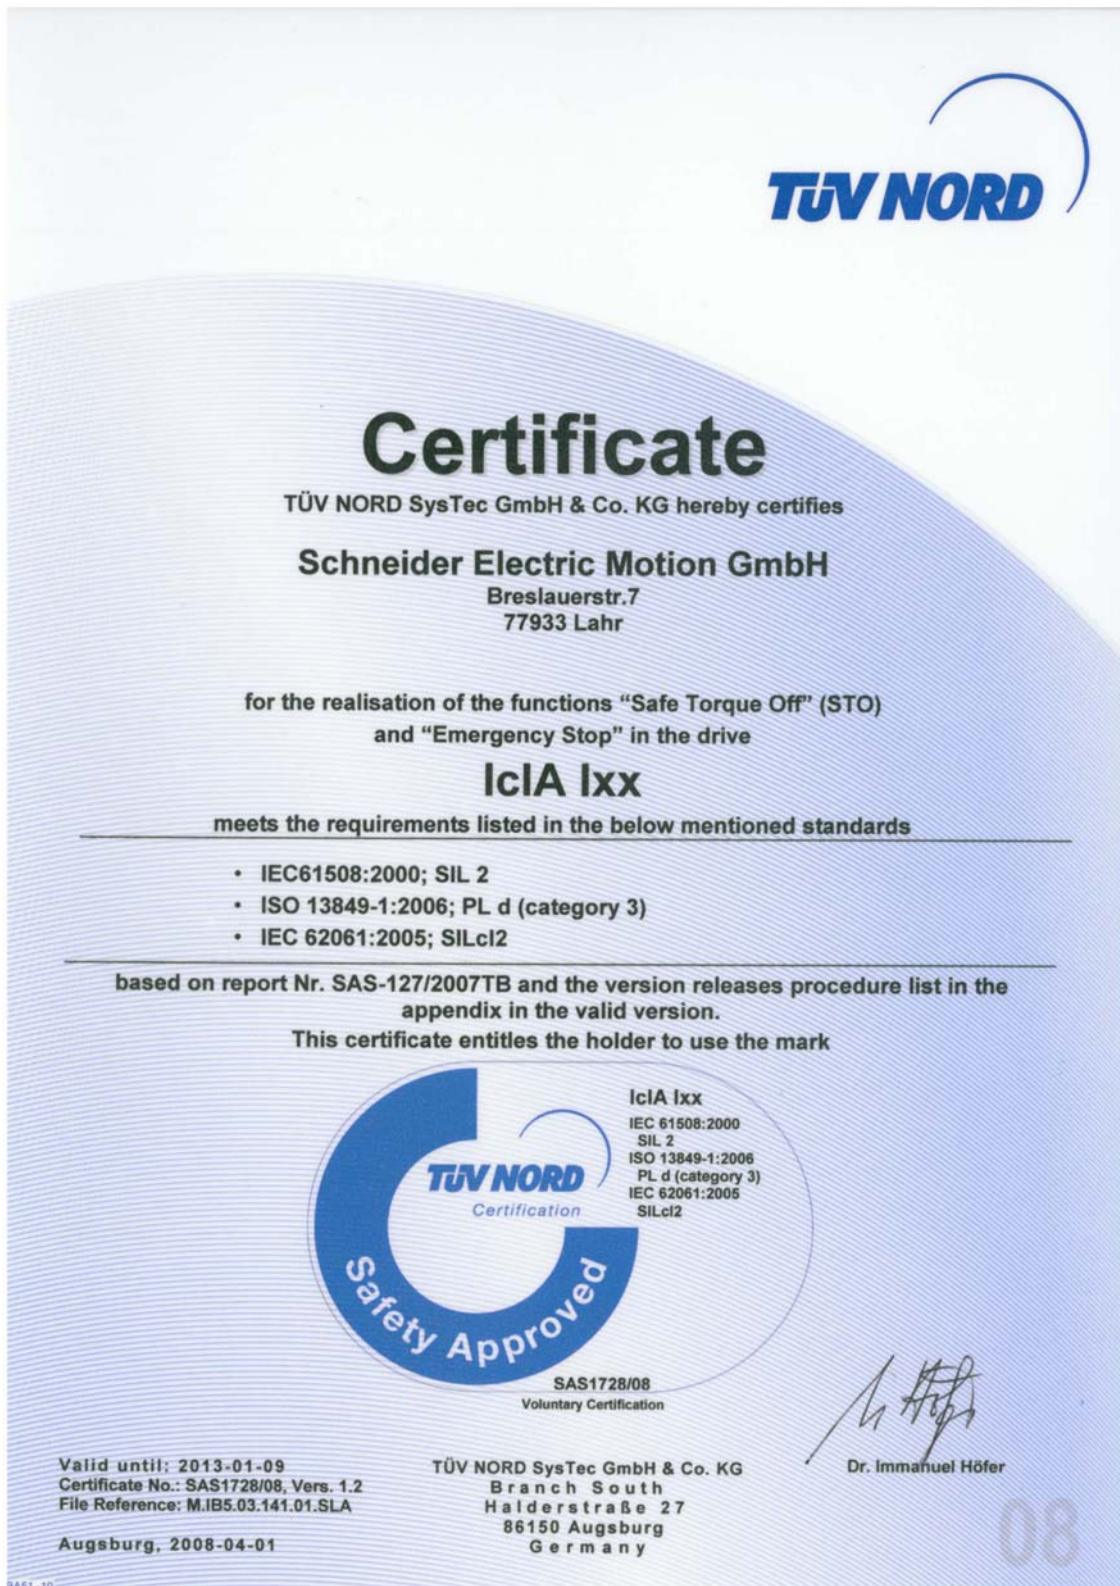 TÜV NORD
Certificate
TÜV NORD SysTec GmbH & Co. KG hereby certifies
Schneider Electric Motion GmbH
Breslauerstr.7
77933 Lahr
for the realisation of the functions “Safe Torque Off” (STO)
and “Emergency Stop” in the drive
IclA Ixx
meets the requirements listed in the below mentioned standards
• IEC61508:2000; SIL 2
• ISO 13849-1:2006; PL d (category 3)
• IEC 62061:2005; SILcl2
based on report Nr. SAS-127/2007TB and the version releases procedure list in the
appendix in the valid version.
This certificate entitles the holder to use the mark
IclA Ixx
IEC 61508:2000
SIL 2
ISO 13849-1:2006
PL d (category 3)
IEC 62061:2005
SILcl2
TÜV NORD
Certification
Safety Approved
SAS1728/08
Voluntary Certification
Valid until: 2013-01-09
Certificate No.: SAS1728/08, Vers. 1.2
File Reference: M.IB5.03.141.01.SLA
Augsburg, 2008-04-01
TÜV NORD SysTec GmbH & Co. KG
Branch South
Halderstraße 27
86150 Augsburg
Germany
Dr. Immanuel Höfer
08